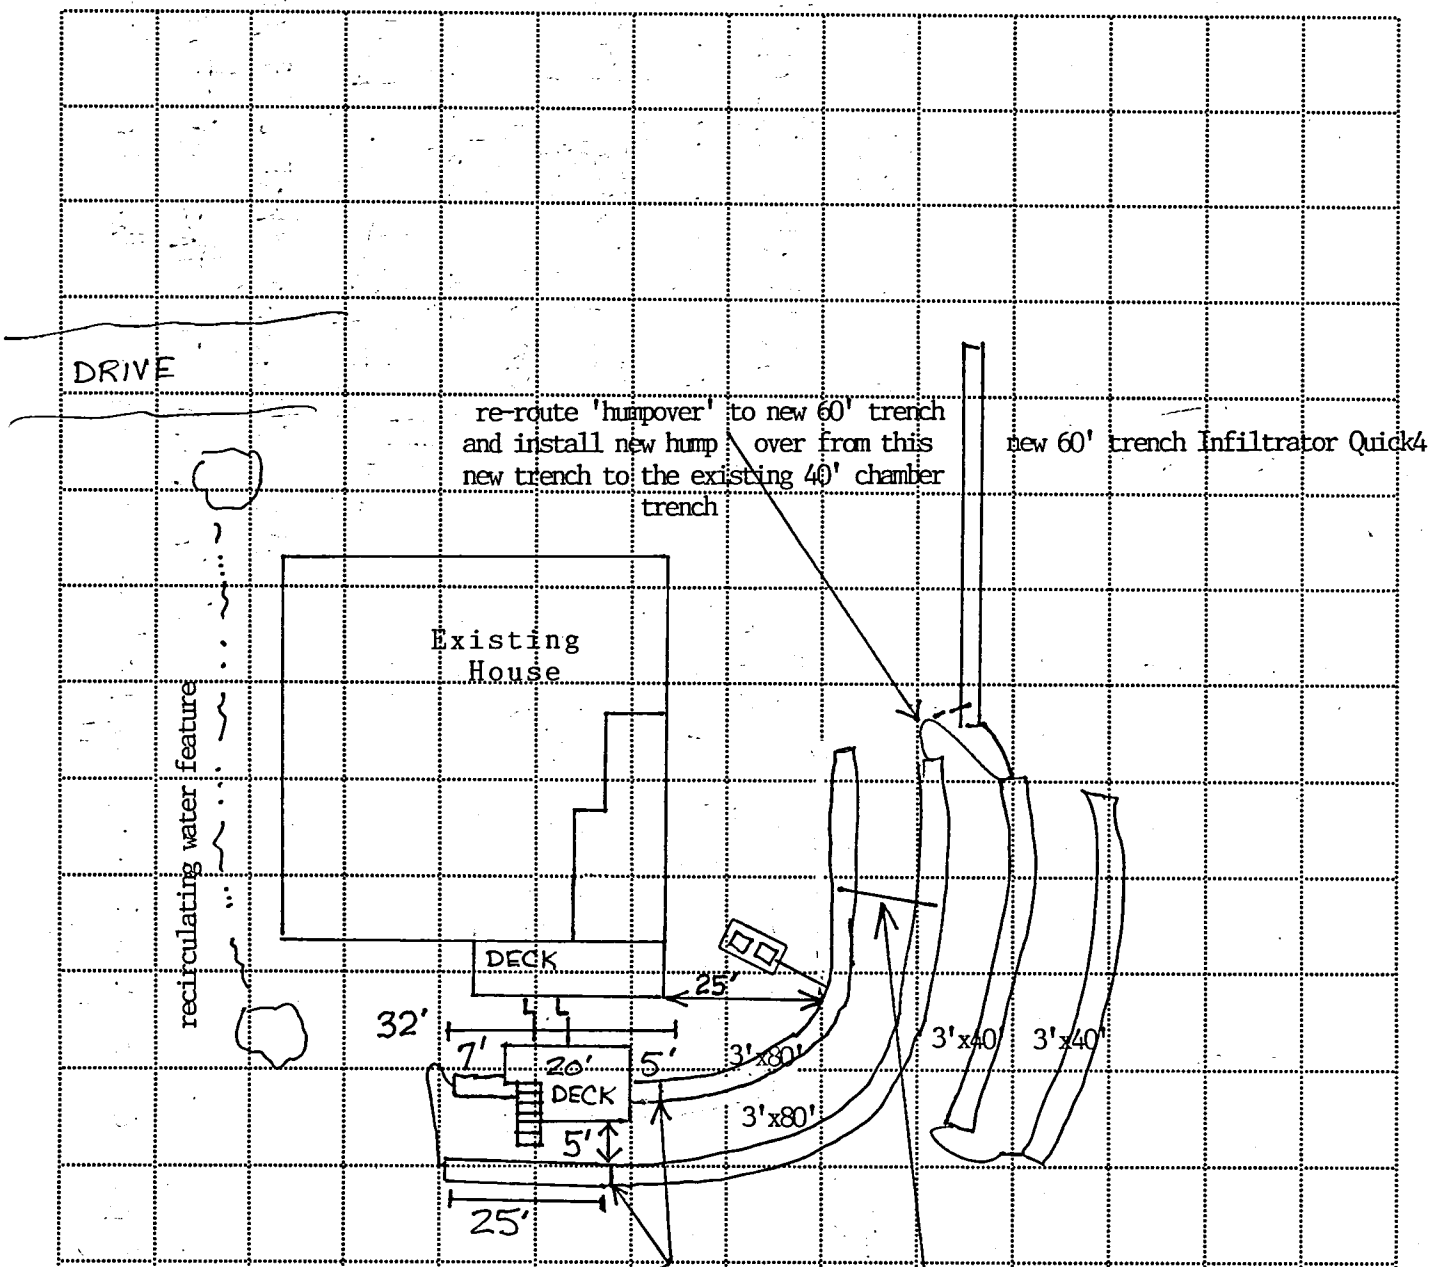 DRIVE
re-route 'humpover' to new 60' trench
and install new hump over from this
new trench to the existing 40' chamber
trench
new 60' trench Infiltrator Quick4
Existing
House
recirculating water feature
DECK
25'
32'
7'
20'
5'
DECK
3'x80'
3'x40'
3'x40'
3'x80'
5'
25'